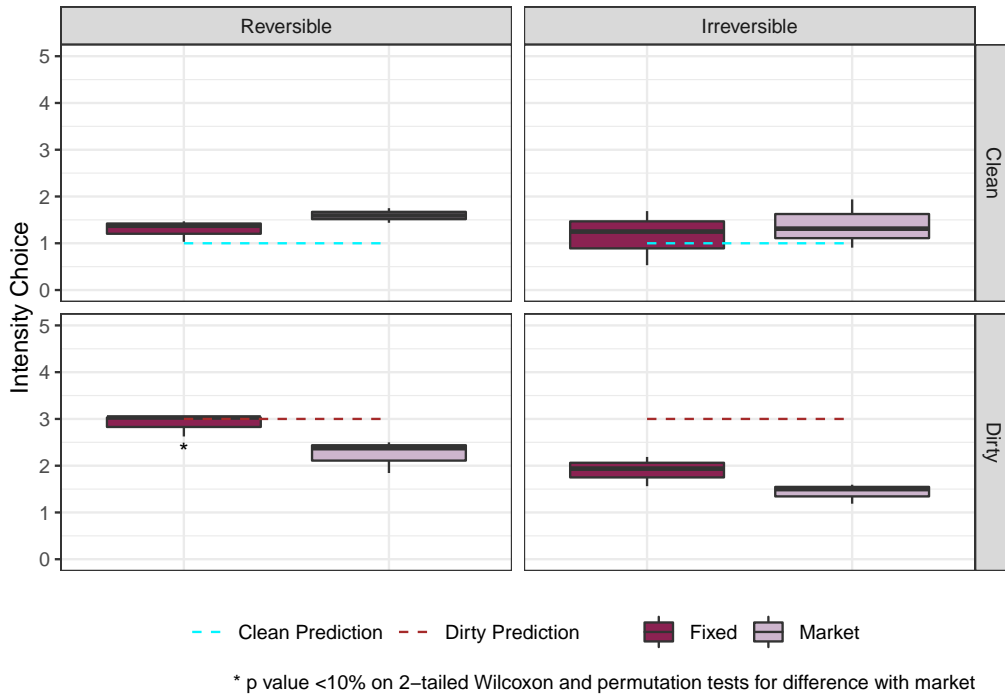 Reversible
Irreversible
Intensity Choice
5
4
3
2
1
0
Clean
5
4
3
2
1
0
*
Dirty
Clean Prediction
Dirty Prediction
Fixed
Market
* p value <10% on 2−tailed Wilcoxon and permutation tests for difference with market